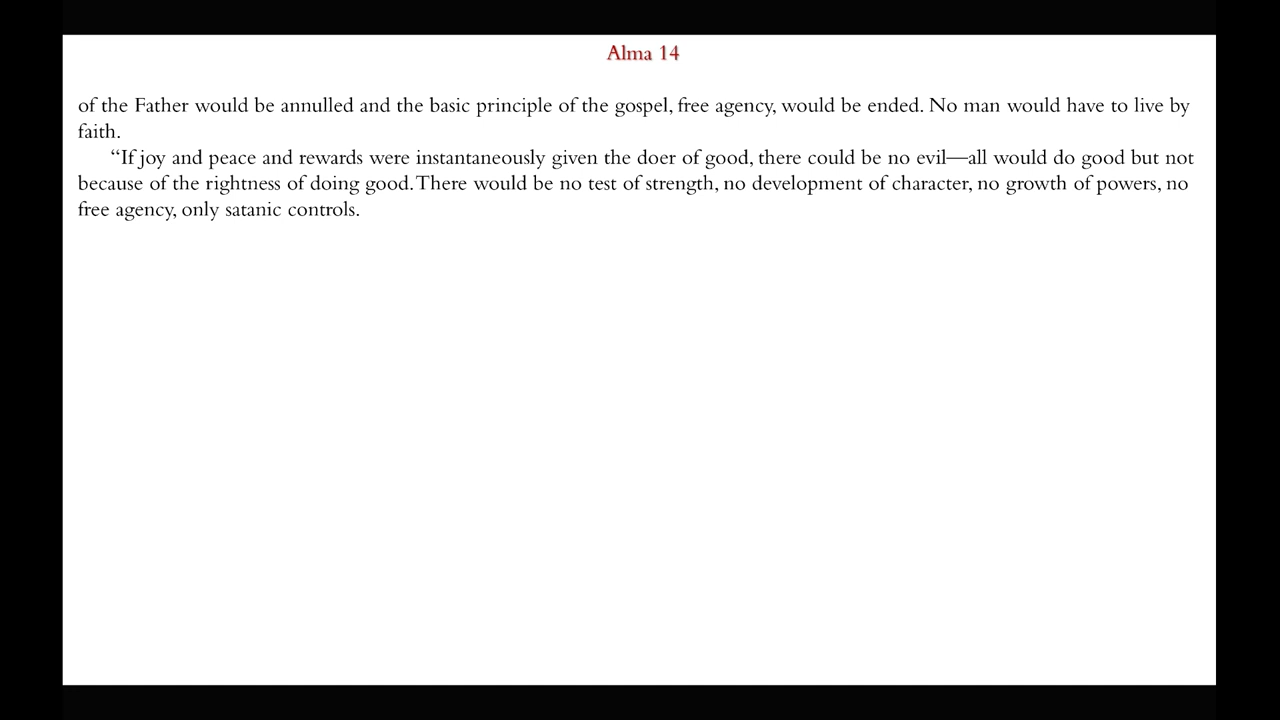 Alma 14
of the Father would be annulled and the basic principle of the gospel, free agency, would be ended. No man would have to live by
faith.
“If joy and peace and rewards were instantaneously given the doer of good, there could be no evil—all would do good but not
because of the rightness of doing good. There would be no test of strength, no development of character, no growth of powers, no
free agency, only satanic controls.